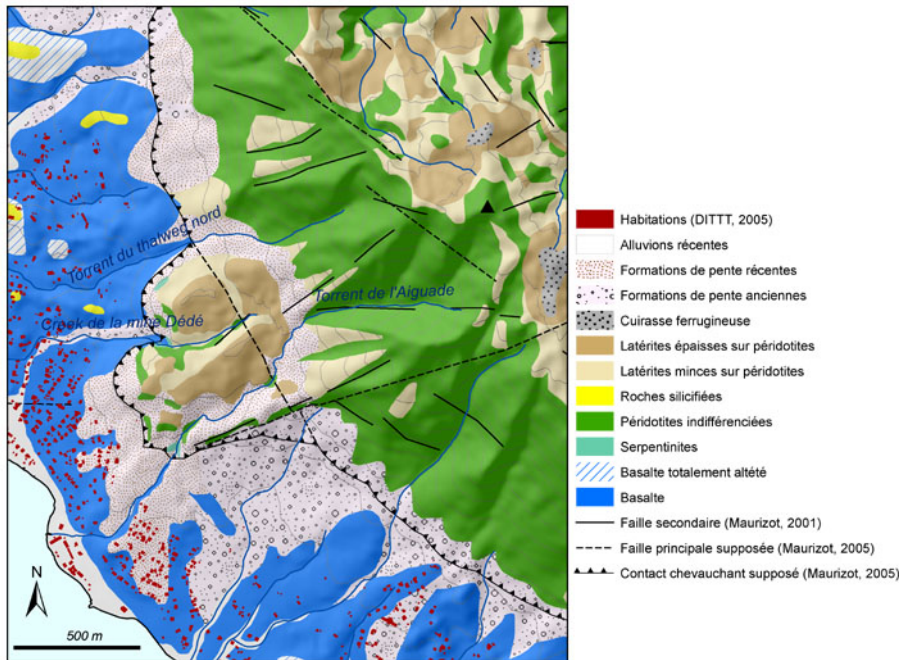 Torrent du thalweg nord
Torrent de l'Aiguade
Creek de la mine Dédé
N
500 m
Habitations (DITTT, 2005)
Alluvions récentes
Formations de pente récentes
Formations de pente anciennes
Cuirasse ferrugineuse
Latérites épaisses sur péridotites
Latérites minces sur péridotites
Roches silicifiées
Péridotites indifférenciées
Serpentinites
Basalte totalement altété
Basalte
Faille secondaire (Maurizot, 2001)
Faille principale supposée (Maurizot, 2005)
Contact chevauchant supposé (Maurizot, 2005)